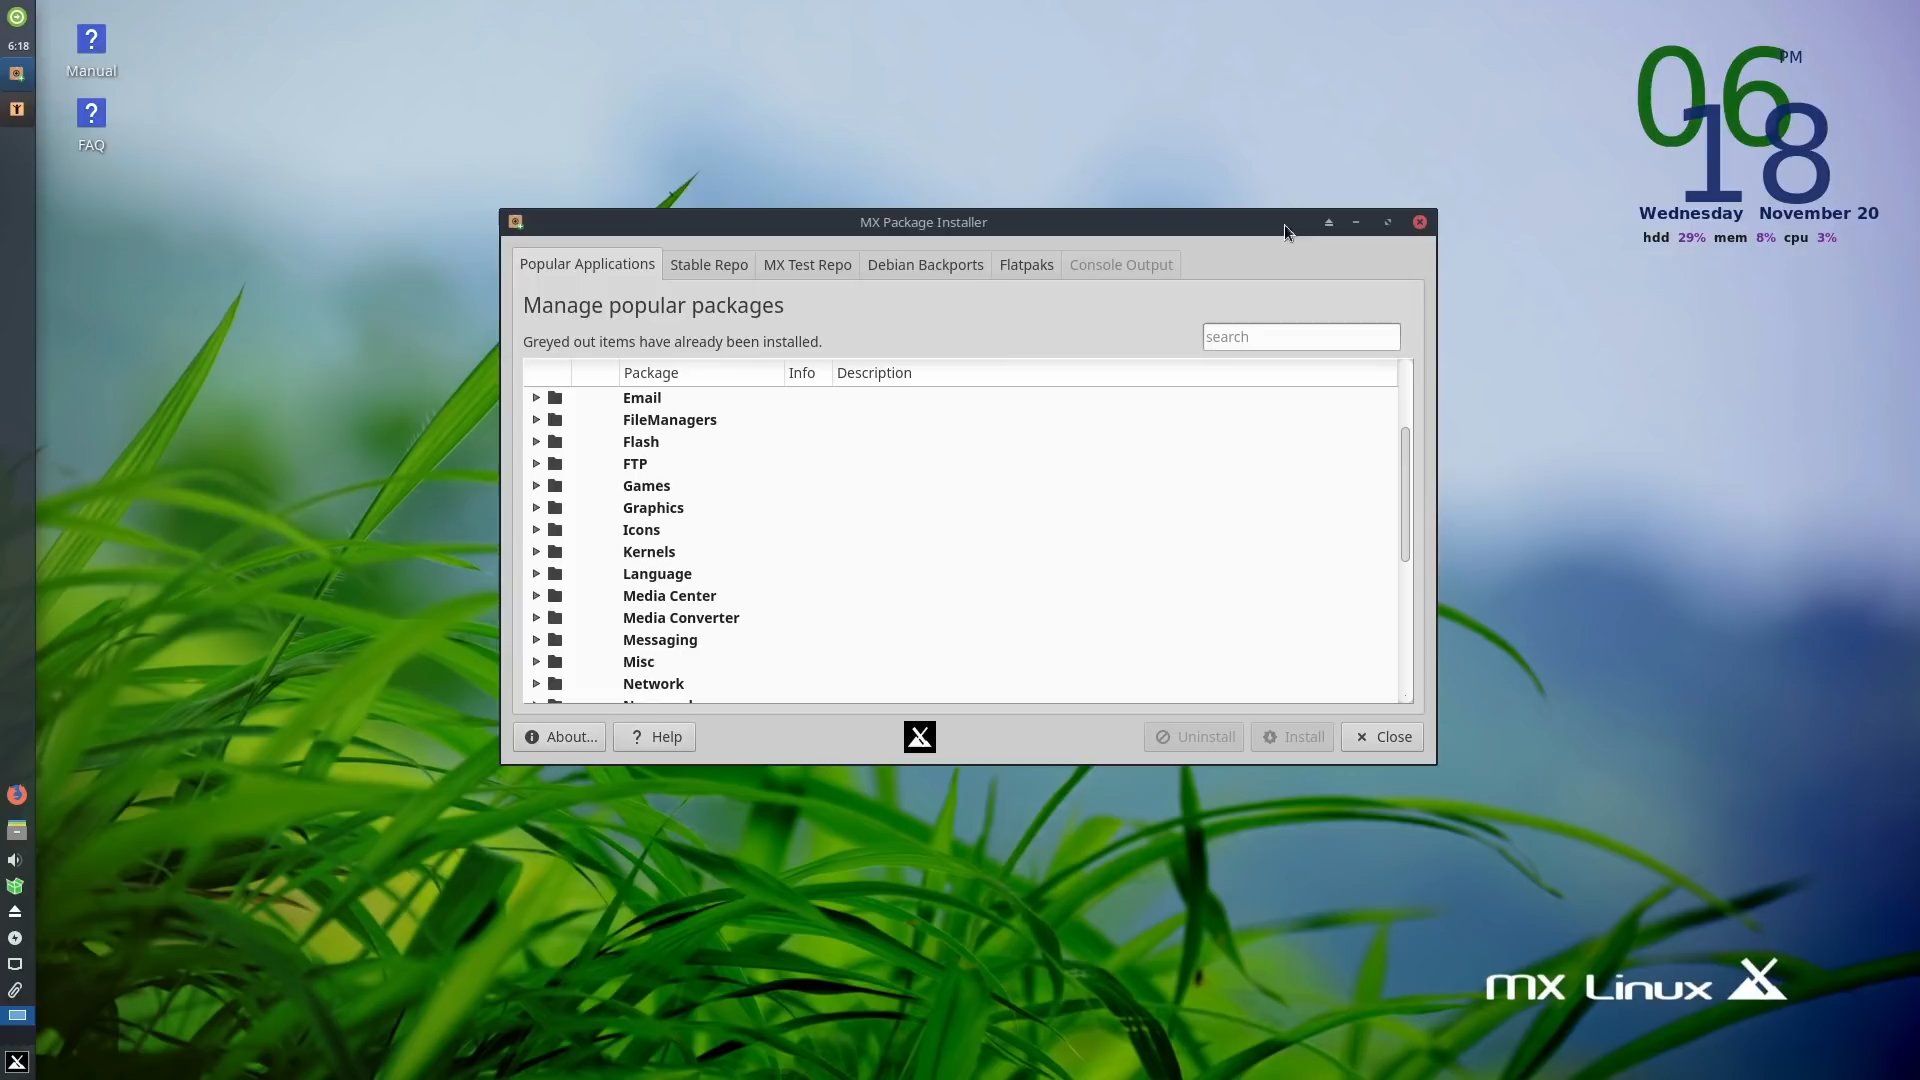 6:18
Manual
FAQ
06 PM
18
Wednesday November 20
hdd 29% mem 8% cpu 3%
MX Package Installer
Popular Applications Stable Repo MX Test Repo Debian Backports Flatpaks Console Output
Manage popular packages
Greyed out items have already been installed.
search
Package Info Description
Email
FileManagers
Flash
FTP
Games
Graphics
Icons
Kernels
Language
Media Center
Media Converter
Messaging
Misc
Network
About... Help Uninstall Install Close
mx Linux